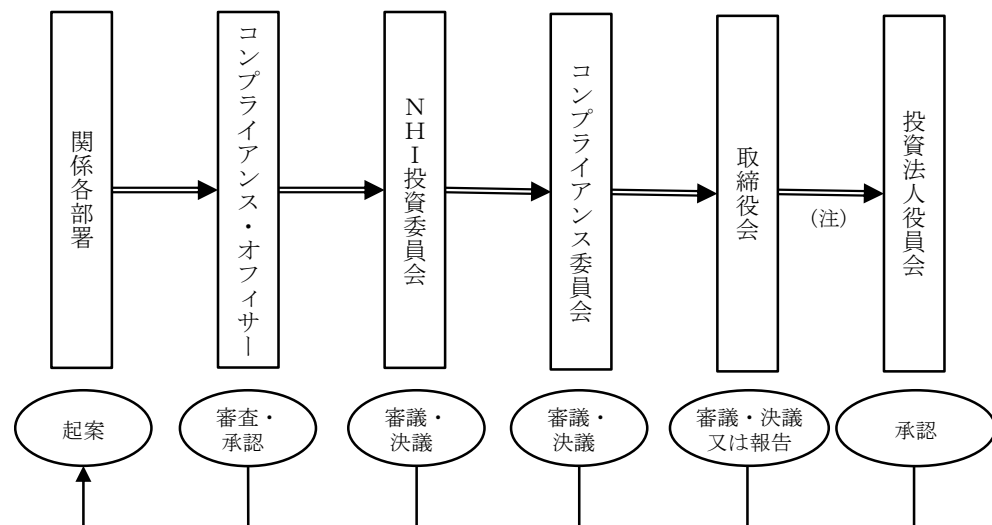 関係各部署
コンプライアンス・オフィサー
NHI投資委員会
コンプライアンス委員会
取締役会
(注)
投資法人役員会
起案
審査・
承認
審議・
決議
審議・
決議
審議・決議
又は報告
承認